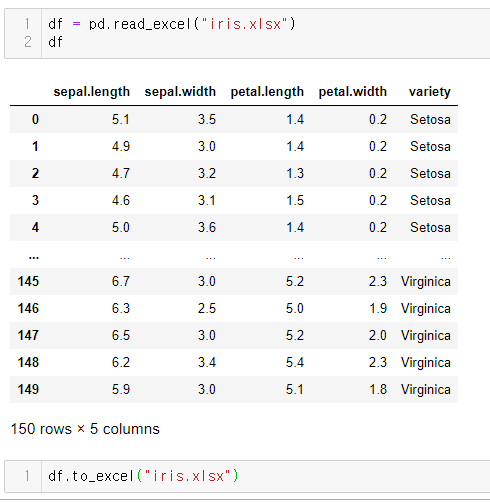 1 df = pd.read_excel("iris.xlsx")
2 df
sepal.length sepal.width petal.length petal.width variety
0 5.1 3.5 1.4 0.2 Setosa
1 4.9 3.0 1.4 0.2 Setosa
2 4.7 3.2 1.3 0.2 Setosa
3 4.6 3.1 1.5 0.2 Setosa
4 5.0 3.6 1.4 0.2 Setosa
... ... ... ... ... ...
145 6.7 3.0 5.2 2.3 Virginica
146 6.3 2.5 5.0 1.9 Virginica
147 6.5 3.0 5.2 2.0 Virginica
148 6.2 3.4 5.4 2.3 Virginica
149 5.9 3.0 5.1 1.8 Virginica
150 rows × 5 columns
1 df.to_excel("iris.xlsx")